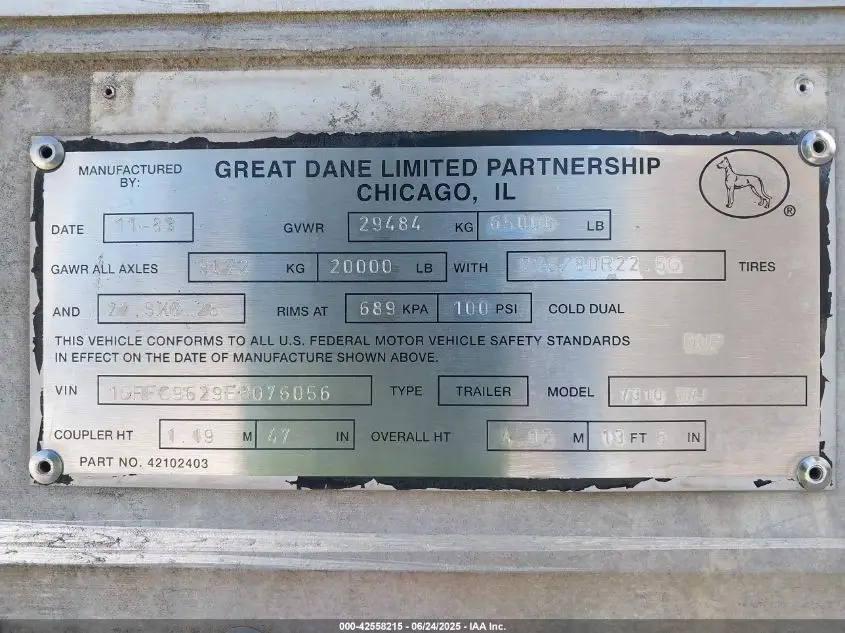 MANUFACTURED BY: GREAT DANE LIMITED PARTNERSHIP
CHICAGO, IL
®
DATE GVWR 29484 KG LB
GAWR ALL AXLES KG 20000 LB WITH TIRES
AND RIMS AT 689 KPA 100 PSI COLD DUAL
THIS VEHICLE CONFORMS TO ALL U.S. FEDERAL MOTOR VEHICLE SAFETY STANDARDS
IN EFFECT ON THE DATE OF MANUFACTURE SHOWN ABOVE.
VIN TYPE TRAILER MODEL
COUPLER HT 1.19 M 47 IN OVERALL HT M 13 FT IN
PART NO. 42102403
000-42558215 - 06/24/2025 - IAA Inc.